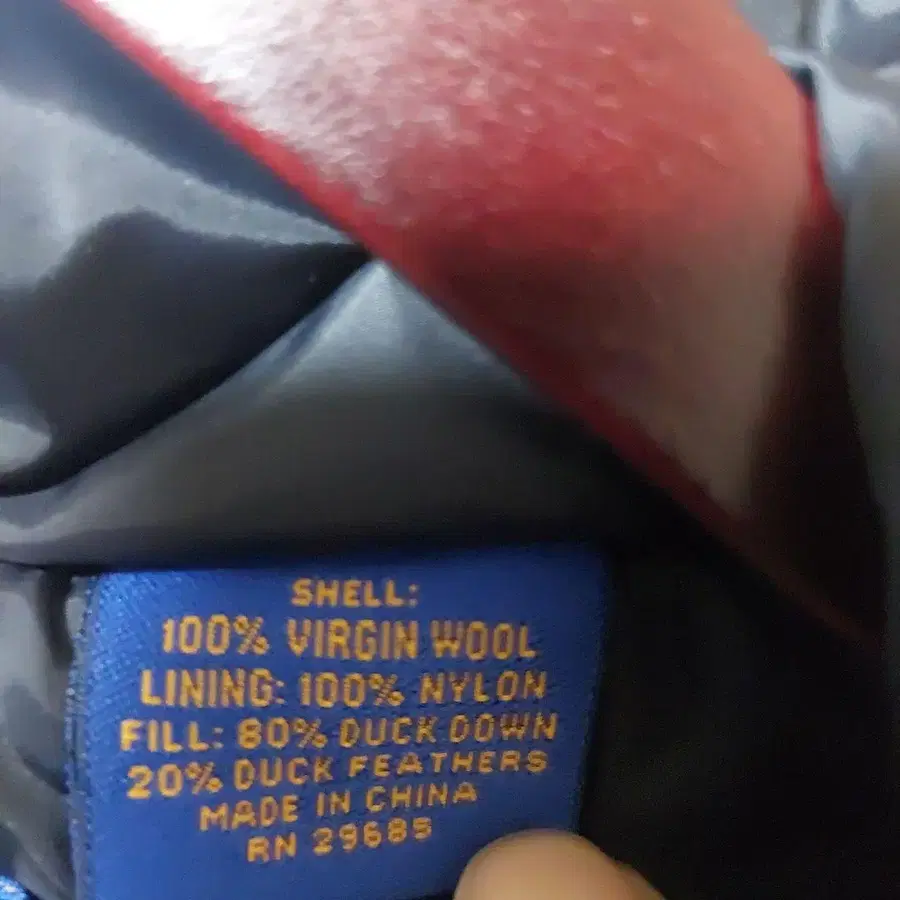 SHELL:
100% VIRGIN WOOL
LINING: 100% NYLON
FILL: 80% DUCK DOWN
20% DUCK FEATHERS
MADE IN CHINA
RN 29685